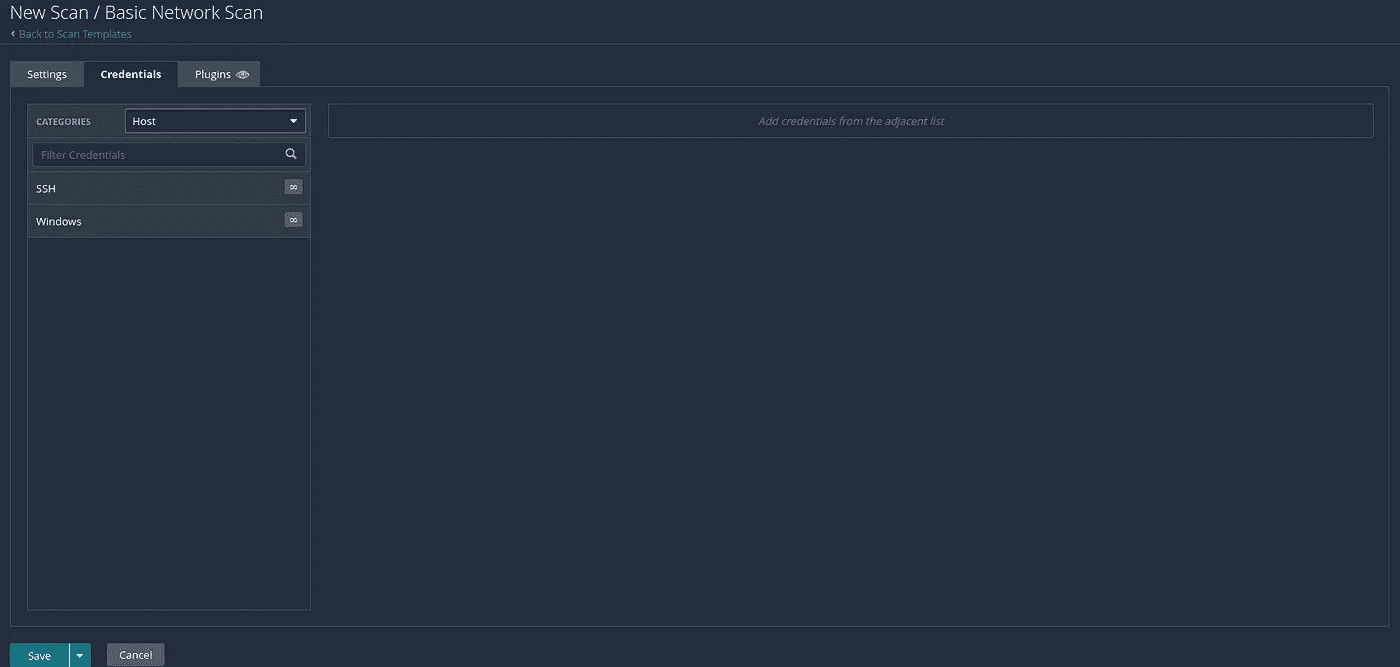 New Scan / Basic Network Scan
‹ Back to Scan Templates
Settings Credentials Plugins
CATEGORIES Host
Add credentials from the adjacent list
Filter Credentials
SSH ∞
Windows ∞
Save Cancel